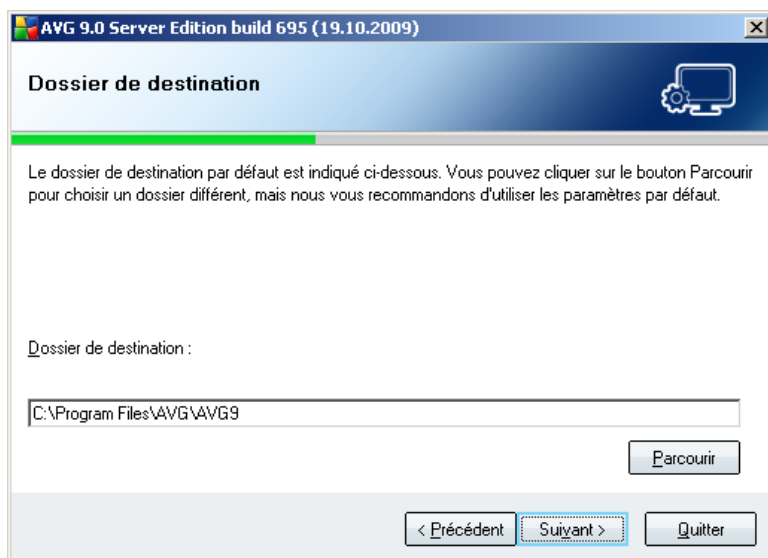 AVG 9.0 Server Edition build 695 (19.10.2009)
Dossier de destination
Le dossier de destination par défaut est indiqué ci-dessous. Vous pouvez cliquer sur le bouton Parcourir
pour choisir un dossier différent, mais nous vous recommandons d'utiliser les paramètres par défaut.
Dossier de destination :
C:\Program Files\AVG\AVG9
Parcourir
< Précédent
Suivant >
Quitter